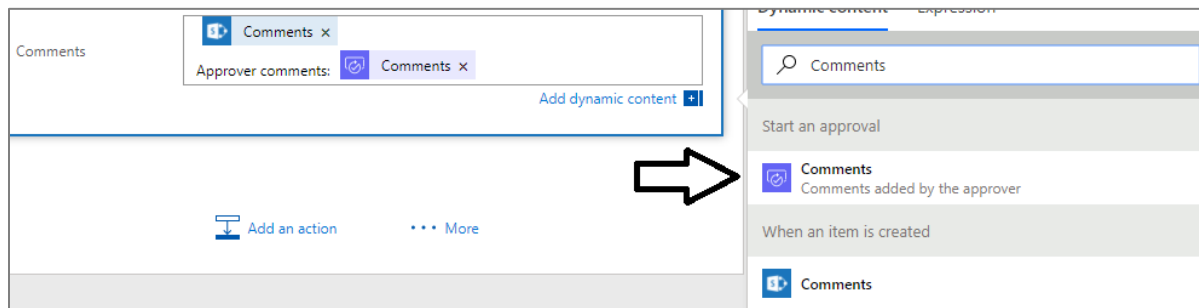 Dynamic content Expression
Comments ×
Comments
Approver comments: Comments ×
Comments
Add dynamic content
Start an approval
Comments
Comments added by the approver
Add an action
••• More
When an item is created
Comments